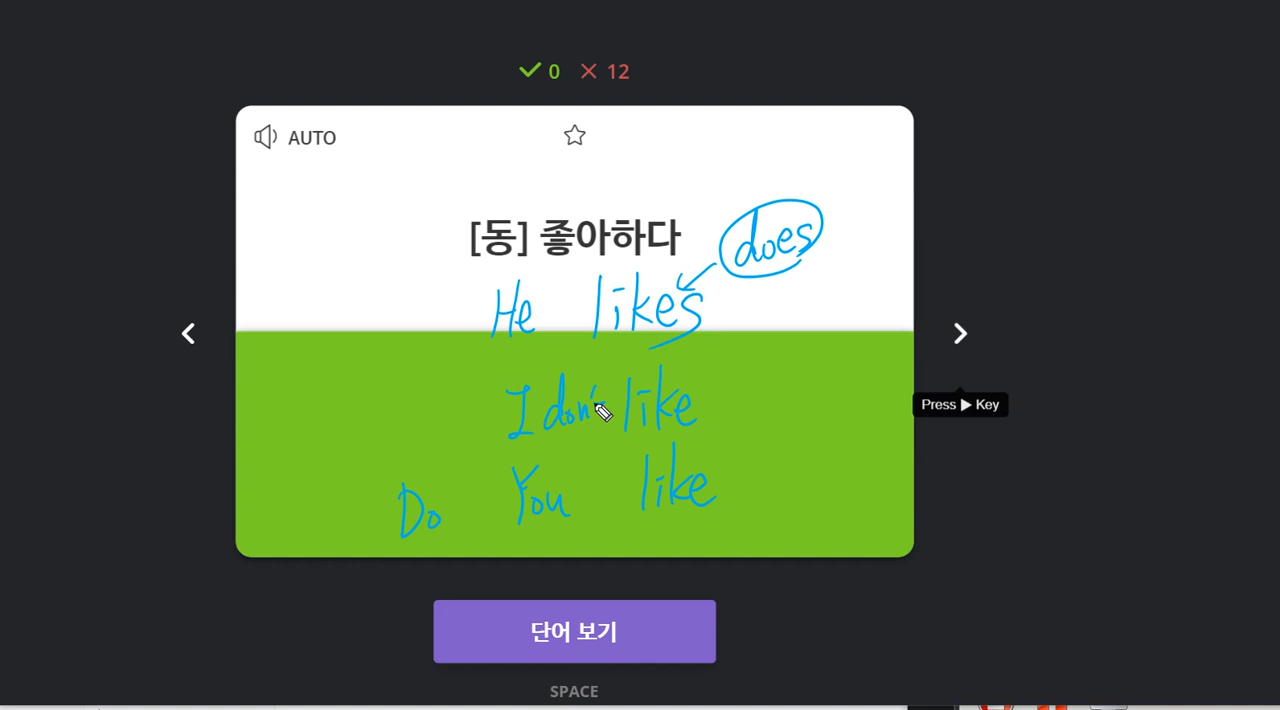 0 12
AUTO
[동] 좋아하다
does
He likes
I don't like
Do You like
Press ▶ Key
단어 보기
SPACE